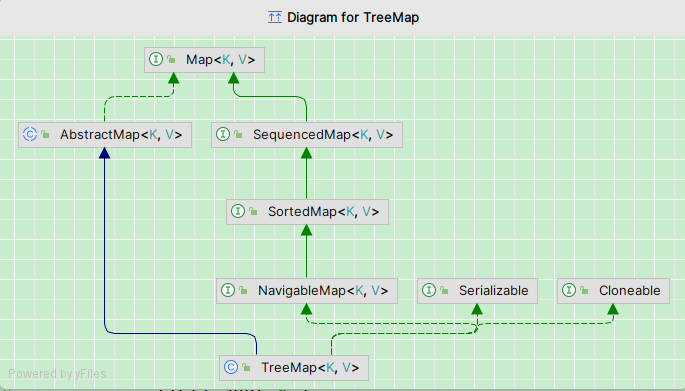 Diagram for TreeMap
Map<K, V>
AbstractMap<K, V>
SequencedMap<K, V>
SortedMap<K, V>
NavigableMap<K, V>
Serializable
Cloneable
TreeMap<K, V>
Powered by yFiles